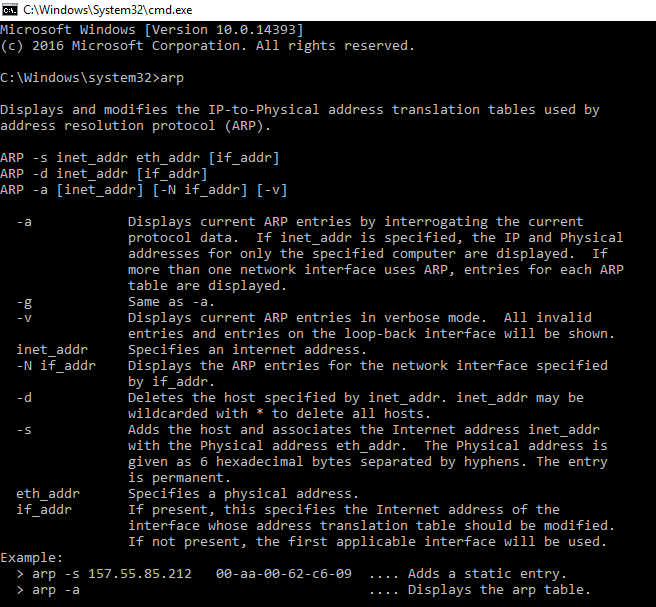 C:\Windows\System32\cmd.exe
Microsoft Windows [Version 10.0.14393]
(c) 2016 Microsoft Corporation. All rights reserved.
C:\Windows\system32>arp
Displays and modifies the IP-to-Physical address translation tables used by
address resolution protocol (ARP).
ARP -s inet_addr eth_addr [if_addr]
ARP -d inet_addr [if_addr]
ARP -a [inet_addr] [-N if_addr] [-v]
  -a            Displays current ARP entries by interrogating the current
                protocol data.  If inet_addr is specified, the IP and Physical
                addresses for only the specified computer are displayed.  If
                more than one network interface uses ARP, entries for each ARP
                table are displayed.
  -g            Same as -a.
  -v            Displays current ARP entries in verbose mode.  All invalid
                entries and entries on the loop-back interface will be shown.
  inet_addr     Specifies an internet address.
  -N if_addr    Displays the ARP entries for the network interface specified
                by if_addr.
  -d            Deletes the host specified by inet_addr. inet_addr may be
                wildcarded with * to delete all hosts.
  -s            Adds the host and associates the Internet address inet_addr
                with the Physical address eth_addr.  The Physical address is
                given as 6 hexadecimal bytes separated by hyphens. The entry
                is permanent.
  eth_addr      Specifies a physical address.
  if_addr       If present, this specifies the Internet address of the
                interface whose address translation table should be modified.
                If not present, the first applicable interface will be used.
Example:
  > arp -s 157.55.85.212   00-aa-00-62-c6-09  .... Adds a static entry.
  > arp -a                                    .... Displays the arp table.